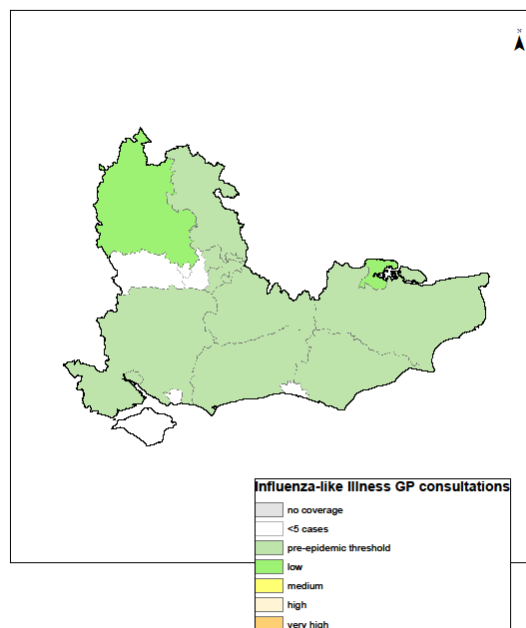 N
Influenza-like Illness GP consultations
no coverage
<5 cases
pre-epidemic threshold
low
medium
high
very high